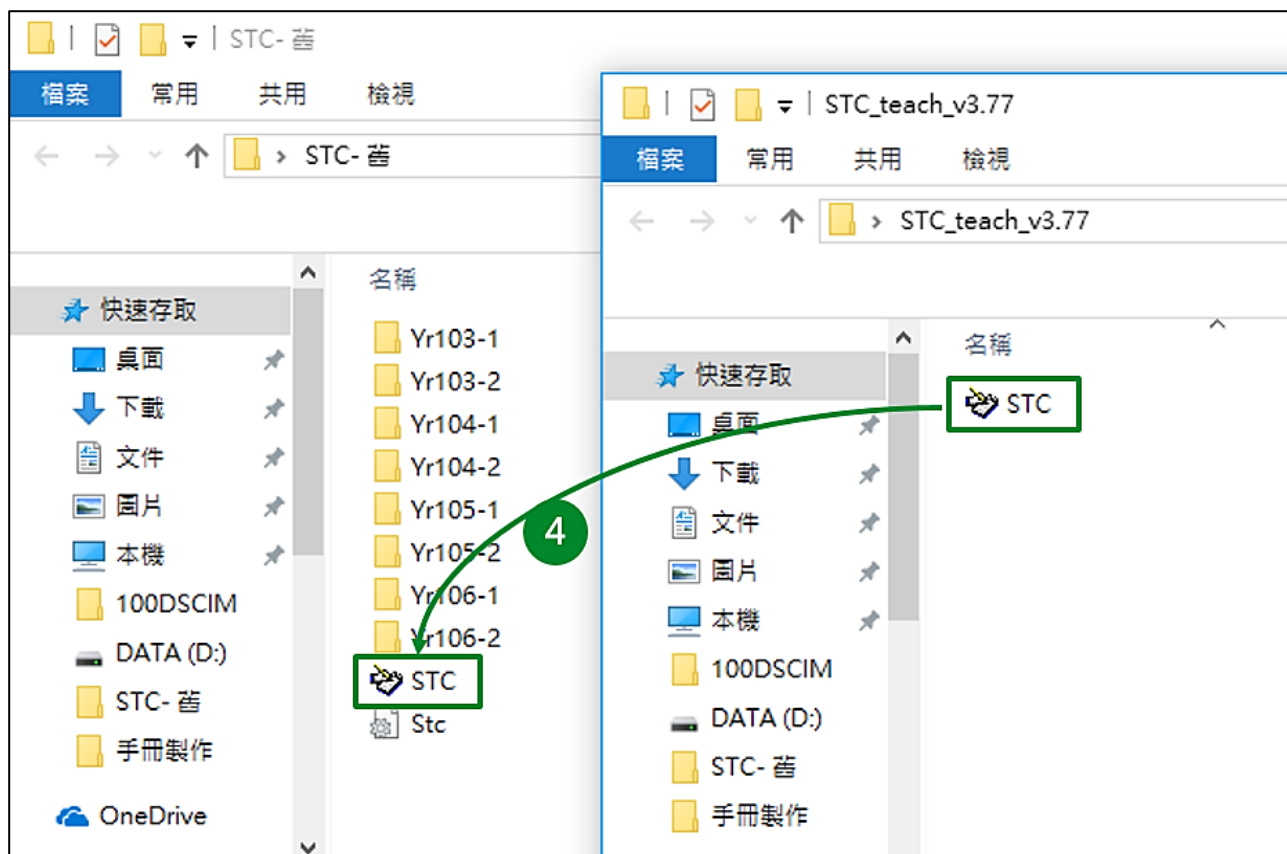 STC- 舊
檔案 常用 共用 檢視
STC- 舊
名稱
快速存取
桌面
下載
文件
圖片
本機
100DSCIM
DATA (D:)
STC- 舊
手冊製作
OneDrive
Yr103-1
Yr103-2
Yr104-1
Yr104-2
Yr105-1
Yr105-2
Yr106-1
Yr106-2
STC
Stc
4
STC_teach_v3.77
檔案 常用 共用 檢視
STC_teach_v3.77
名稱
快速存取
桌面
下載
文件
圖片
本機
100DSCIM
DATA (D:)
STC- 舊
手冊製作
STC